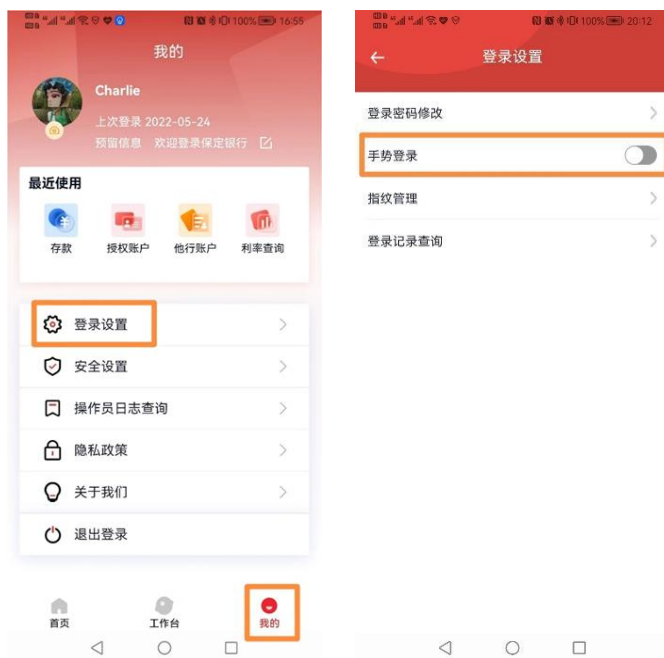 100% 16:55
我的
Charlie
上次登录 2022-05-24
预留信息 欢迎登录保定银行
最近使用
存款 授权账户 他行账户 利率查询
登录设置
安全设置
操作员日志查询
隐私政策
关于我们
退出登录
首页 工作台 我的
100% 20:12
登录设置
登录密码修改
手势登录
指纹管理
登录记录查询